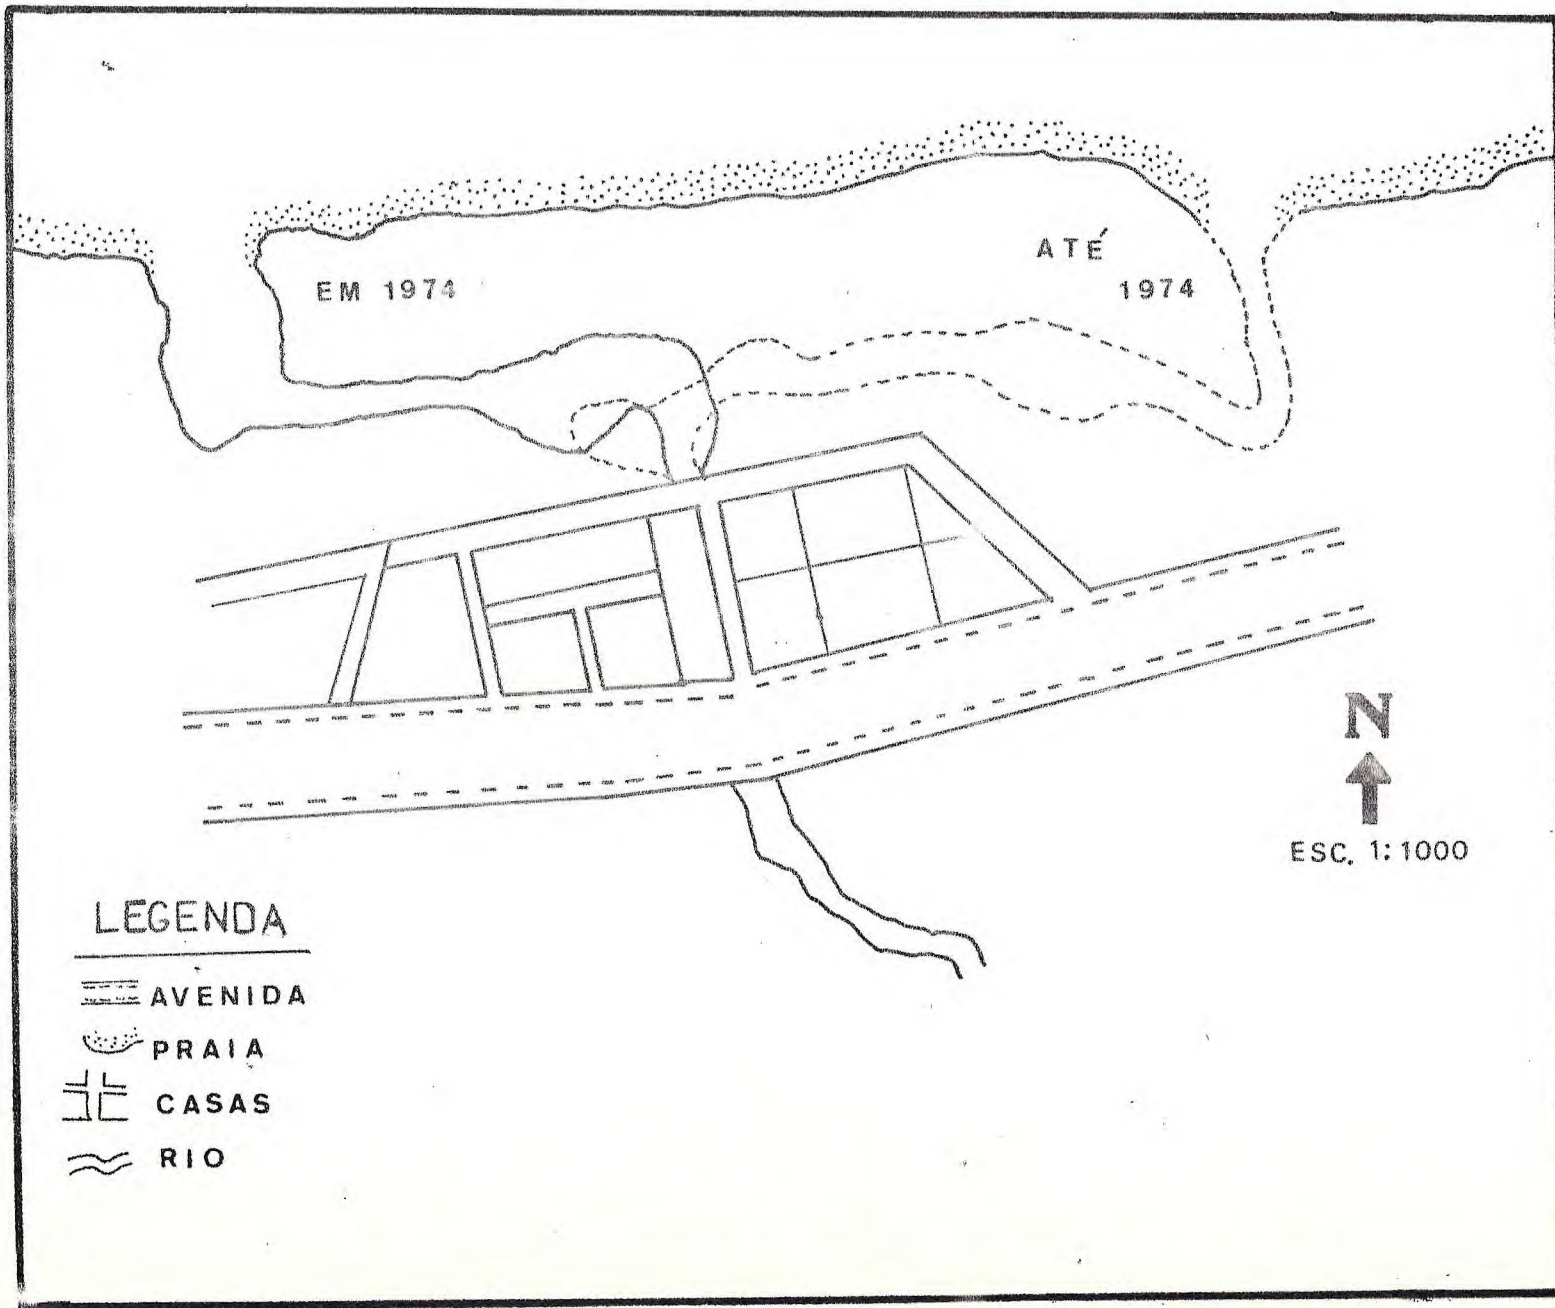 ATÉ
EM 1974
1974
N
ESC. 1:1000
LEGENDA
AVENIDA
PRAIA
CASAS
RIO